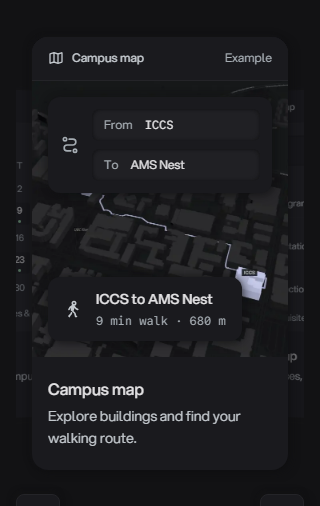 Campus map
Example
From ICCS
To AMS Nest
ICCS
ICCS to AMS Nest
9 min walk · 680 m
Campus map
Explore buildings and find your
walking route.